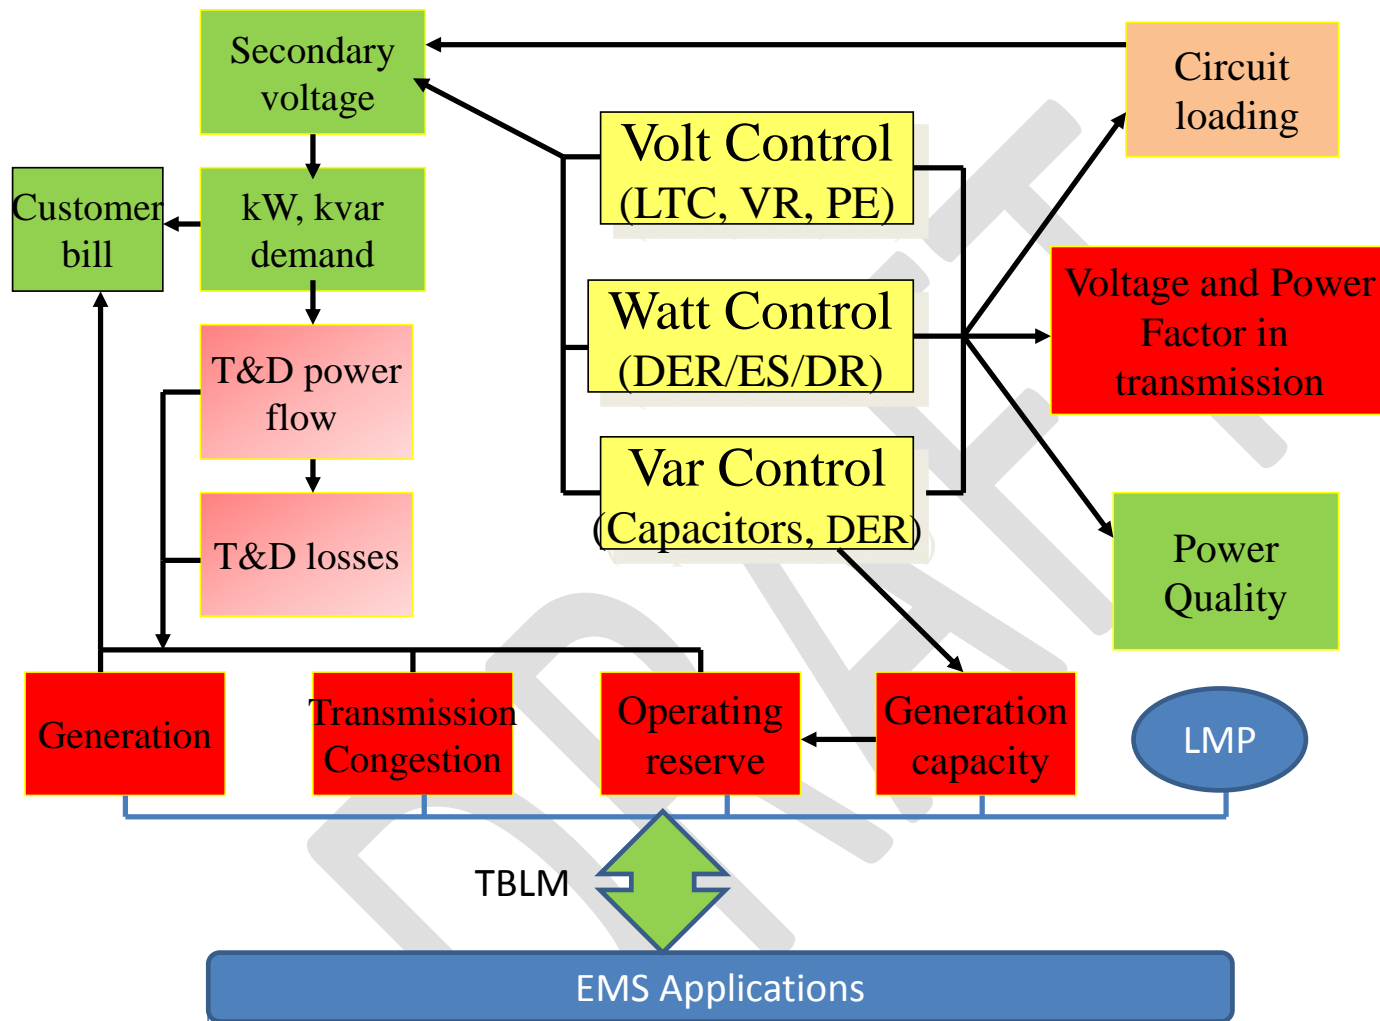 Secondary
voltage
Circuit
loading
Volt Control
(LTC, VR, PE)
Customer
bill
kW, kvar
demand
Watt Control
(DER/ES/DR)
Voltage and Power
Factor in
transmission
T&D power
flow
Var Control
(Capacitors, DER)
T&D losses
Power
Quality
Generation
Transmission
Congestion
Operating
reserve
Generation
capacity
LMP
TBLM
EMS Applications
DRAFT